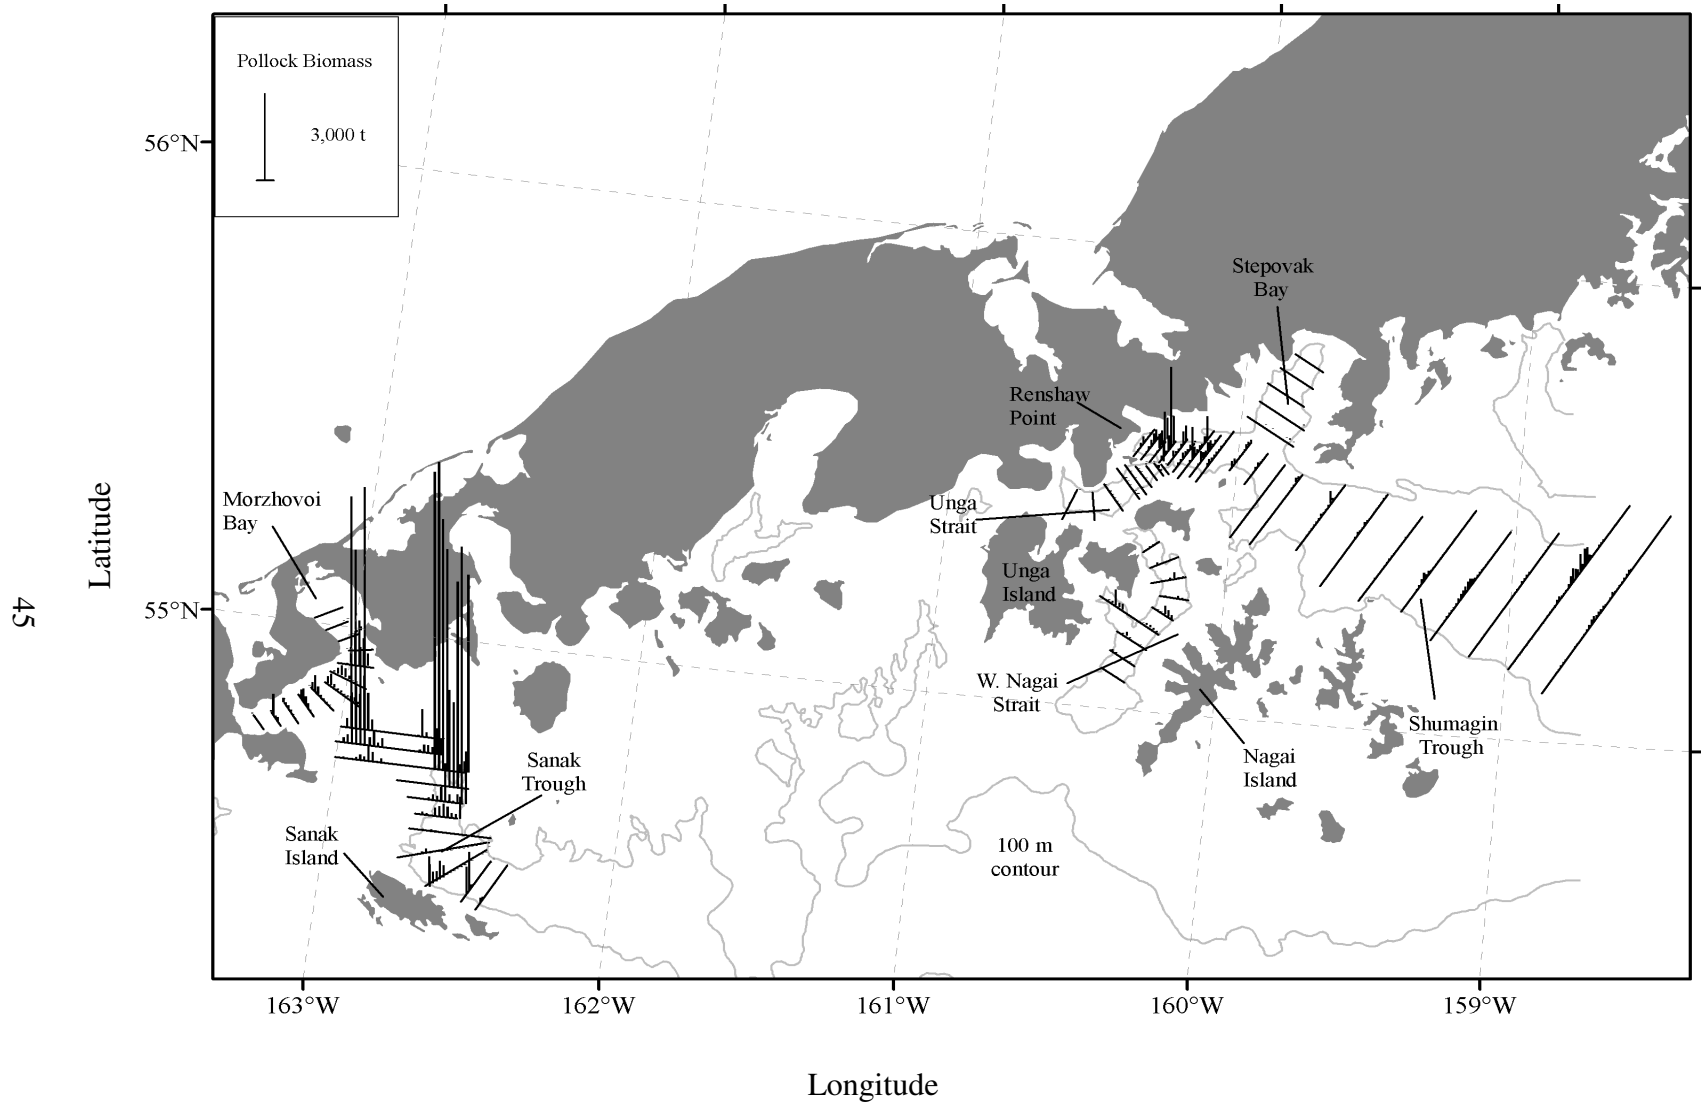 Pollock Biomass
3,000 t
56°N
Stepovak
Bay
Renshaw
Point
Morzhovoi
Bay
Unga
Strait
Latitude
Unga
Island
55°N
45
W. Nagai
Strait
Shumagin
Trough
Sanak
Trough
Nagai
Island
Sanak
Island
100 m
contour
163°W
162°W
161°W
160°W
159°W
Longitude